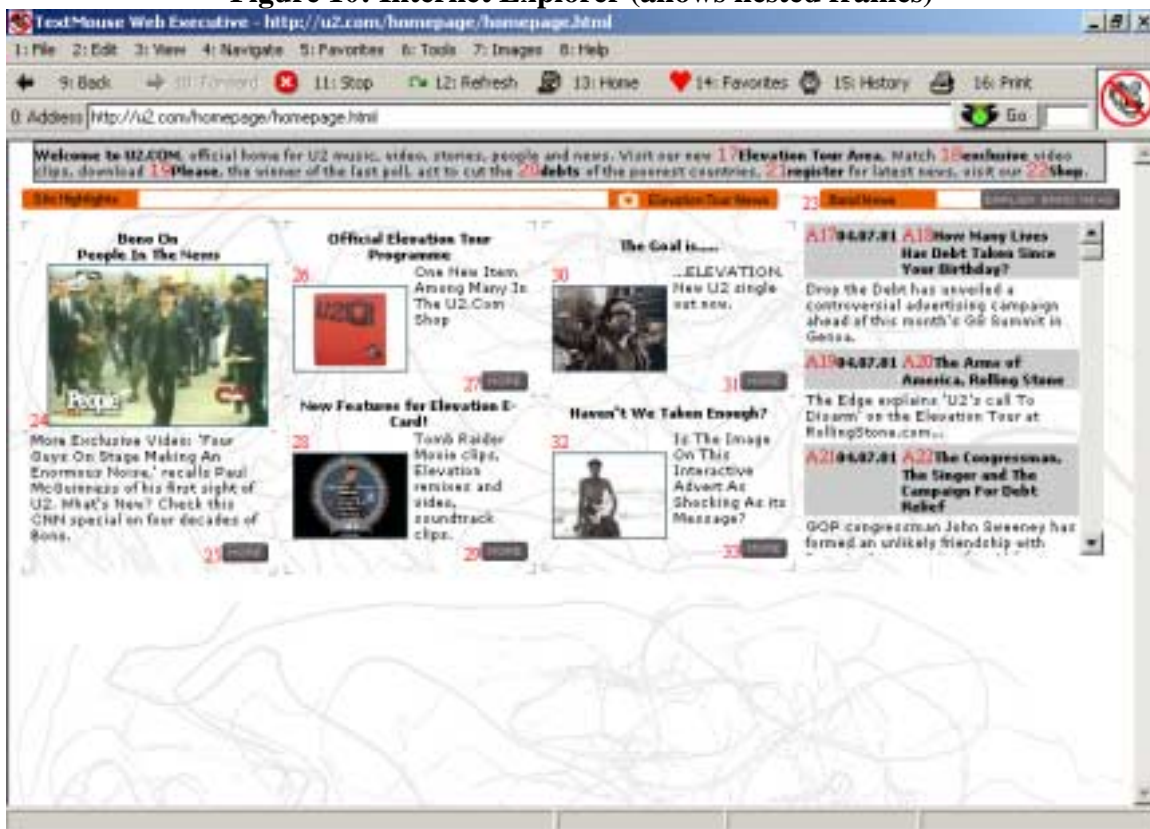 Figure 10: Internet Explorer (allows nested frames)
TextMouse Web Executive - http://u2.com/homepage/homepage.html
1: File 2: Edit 3: View 4: Navigate 5: Favorites 6: Tools 7: Images 8: Help
9: Back 10: Forward 11: Stop 12: Refresh 13: Home 14: Favorites 15: History 16: Print
0: Address http://u2.com/homepage/homepage.html Go
Welcome to U2.COM, official home for U2 music, video, stories, people and news. Visit our new 17Elevation Tour Area, Watch 18exclusive video
clips, download 19Please, the winner of the last poll, act to cut the 20debts of the poorest countries, 21register for latest news, visit our 22Shop.
Site Highlights
Elevation Tour News
23 Band News
Bono On
People In The News
People
24
More Exclusive Video: 'Four
Guys On Stage Making An
Enormous Noise,' recalls Paul
McGuinness of his first sight of
U2. What's New? Check this
CNN special on four decades of
Bono.
25 MORE
Official Elevation Tour
Programme
26
One New Item
Among Many In
The U2.Com
Shop
27 MORE
New Features for Elevation E-
Card!
28
Tomb Raider
Movie clips,
Elevation
remixes and
video,
soundtrack
clips.
29 MORE
The Goal is.....
30
...ELEVATION.
New U2 single
out now.
31 MORE
Haven't We Taken Enough?
32
Is The Image
On This
Interactive
Advert As
Shocking As its
Message?
33 MORE
A17 04.07.01 A18How Many Lives
Has Debt Taken Since
Your Birthday?
Drop the Debt has unveiled a
controversial advertising campaign
ahead of this month's G8 Summit in
Genoa.
A19 04.07.01 A20The Arms of
America, Rolling Stone
The Edge explains 'U2's call To
Disarm' on the Elevation Tour at
RollingStone.com...
A21 04.07.01 A22The Congressman,
The Singer and The
Campaign For Debt
Relief
GOP congressman John Sweeney has
formed an unlikely friendship with